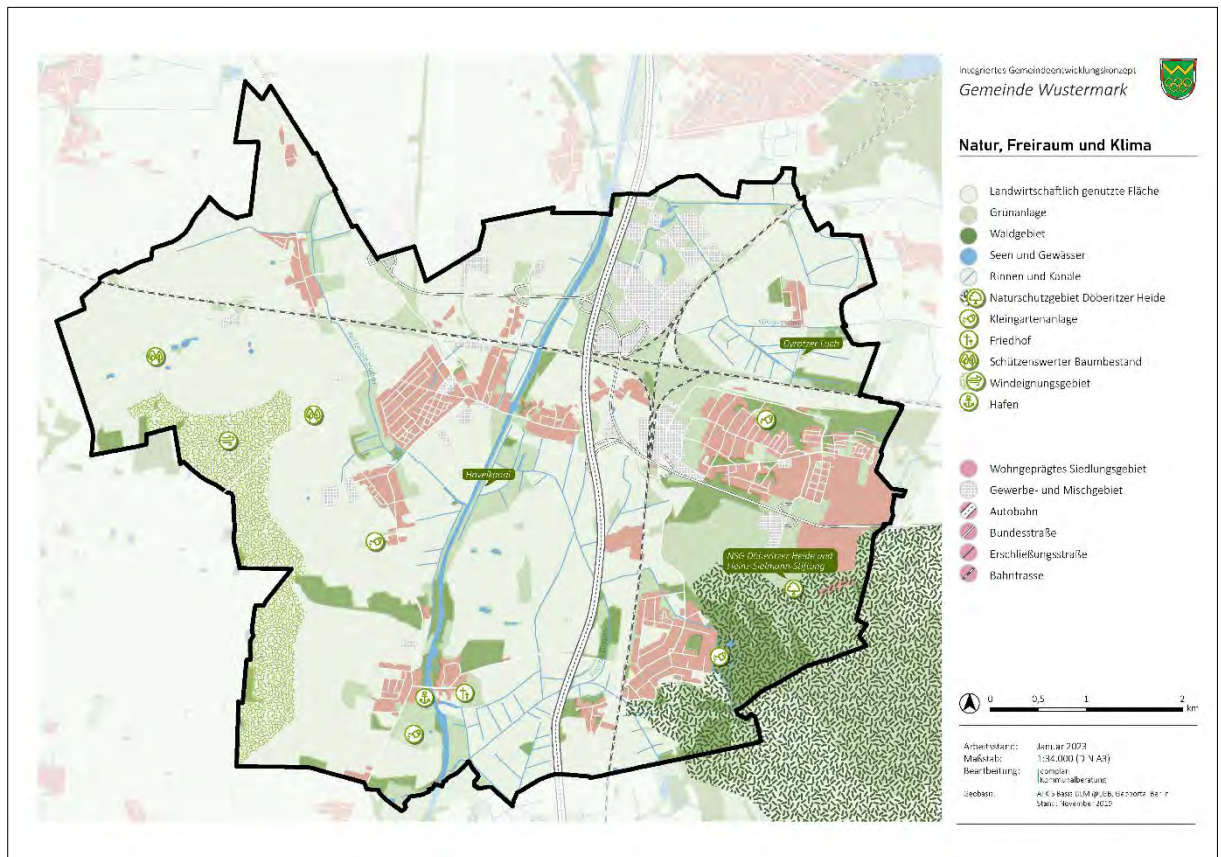 Integriertes Gemeindeentwicklungskonzept
Gemeinde Wustermark
Natur, Freiraum und Klima
Landwirtschaftlich genutzte Fläche
Grünanlage
Waldgebiet
Seen und Gewässer
Rinnen und Kanäle
Naturschutzgebiet Döberitzer Heide
Kleingartenanlage
Friedhof
Schützenswerter Baumbestand
Windeignungsgebiet
Hafen
Wohngeprägtes Siedlungsgebiet
Gewerbe- und Mischgebiet
Autobahn
Bundesstraße
Erschließungsstraße
Bahntrasse
0 0,5 1 2
km
Arbeitsstand: Januar 2023
Maßstab: 1:34.000 (DIN A3)
Bearbeitung: complan
Kommunalberatung
Geobasis:
Stand: November 2019
Dyrotzer Luch
Havelkanal
NSG Döberitzer Heide und
Heinz-Sielmann-Stiftung